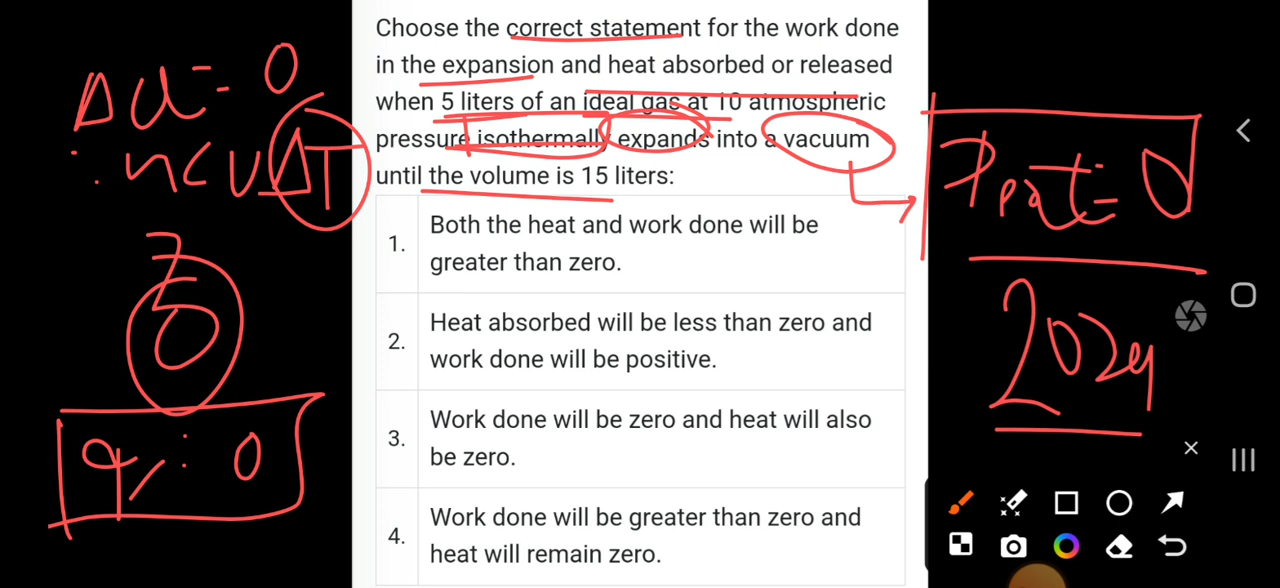 Choose the correct statement for the work done
in the expansion and heat absorbed or released
when 5 liters of an ideal gas at 10 atmospheric
pressure isothermally expands into a vacuum
until the volume is 15 liters:
1. Both the heat and work done will be
greater than zero.
2. Heat absorbed will be less than zero and
work done will be positive.
3. Work done will be zero and heat will also
be zero.
4. Work done will be greater than zero and
heat will remain zero.
ΔU = 0
: nCvΔT
q : 0